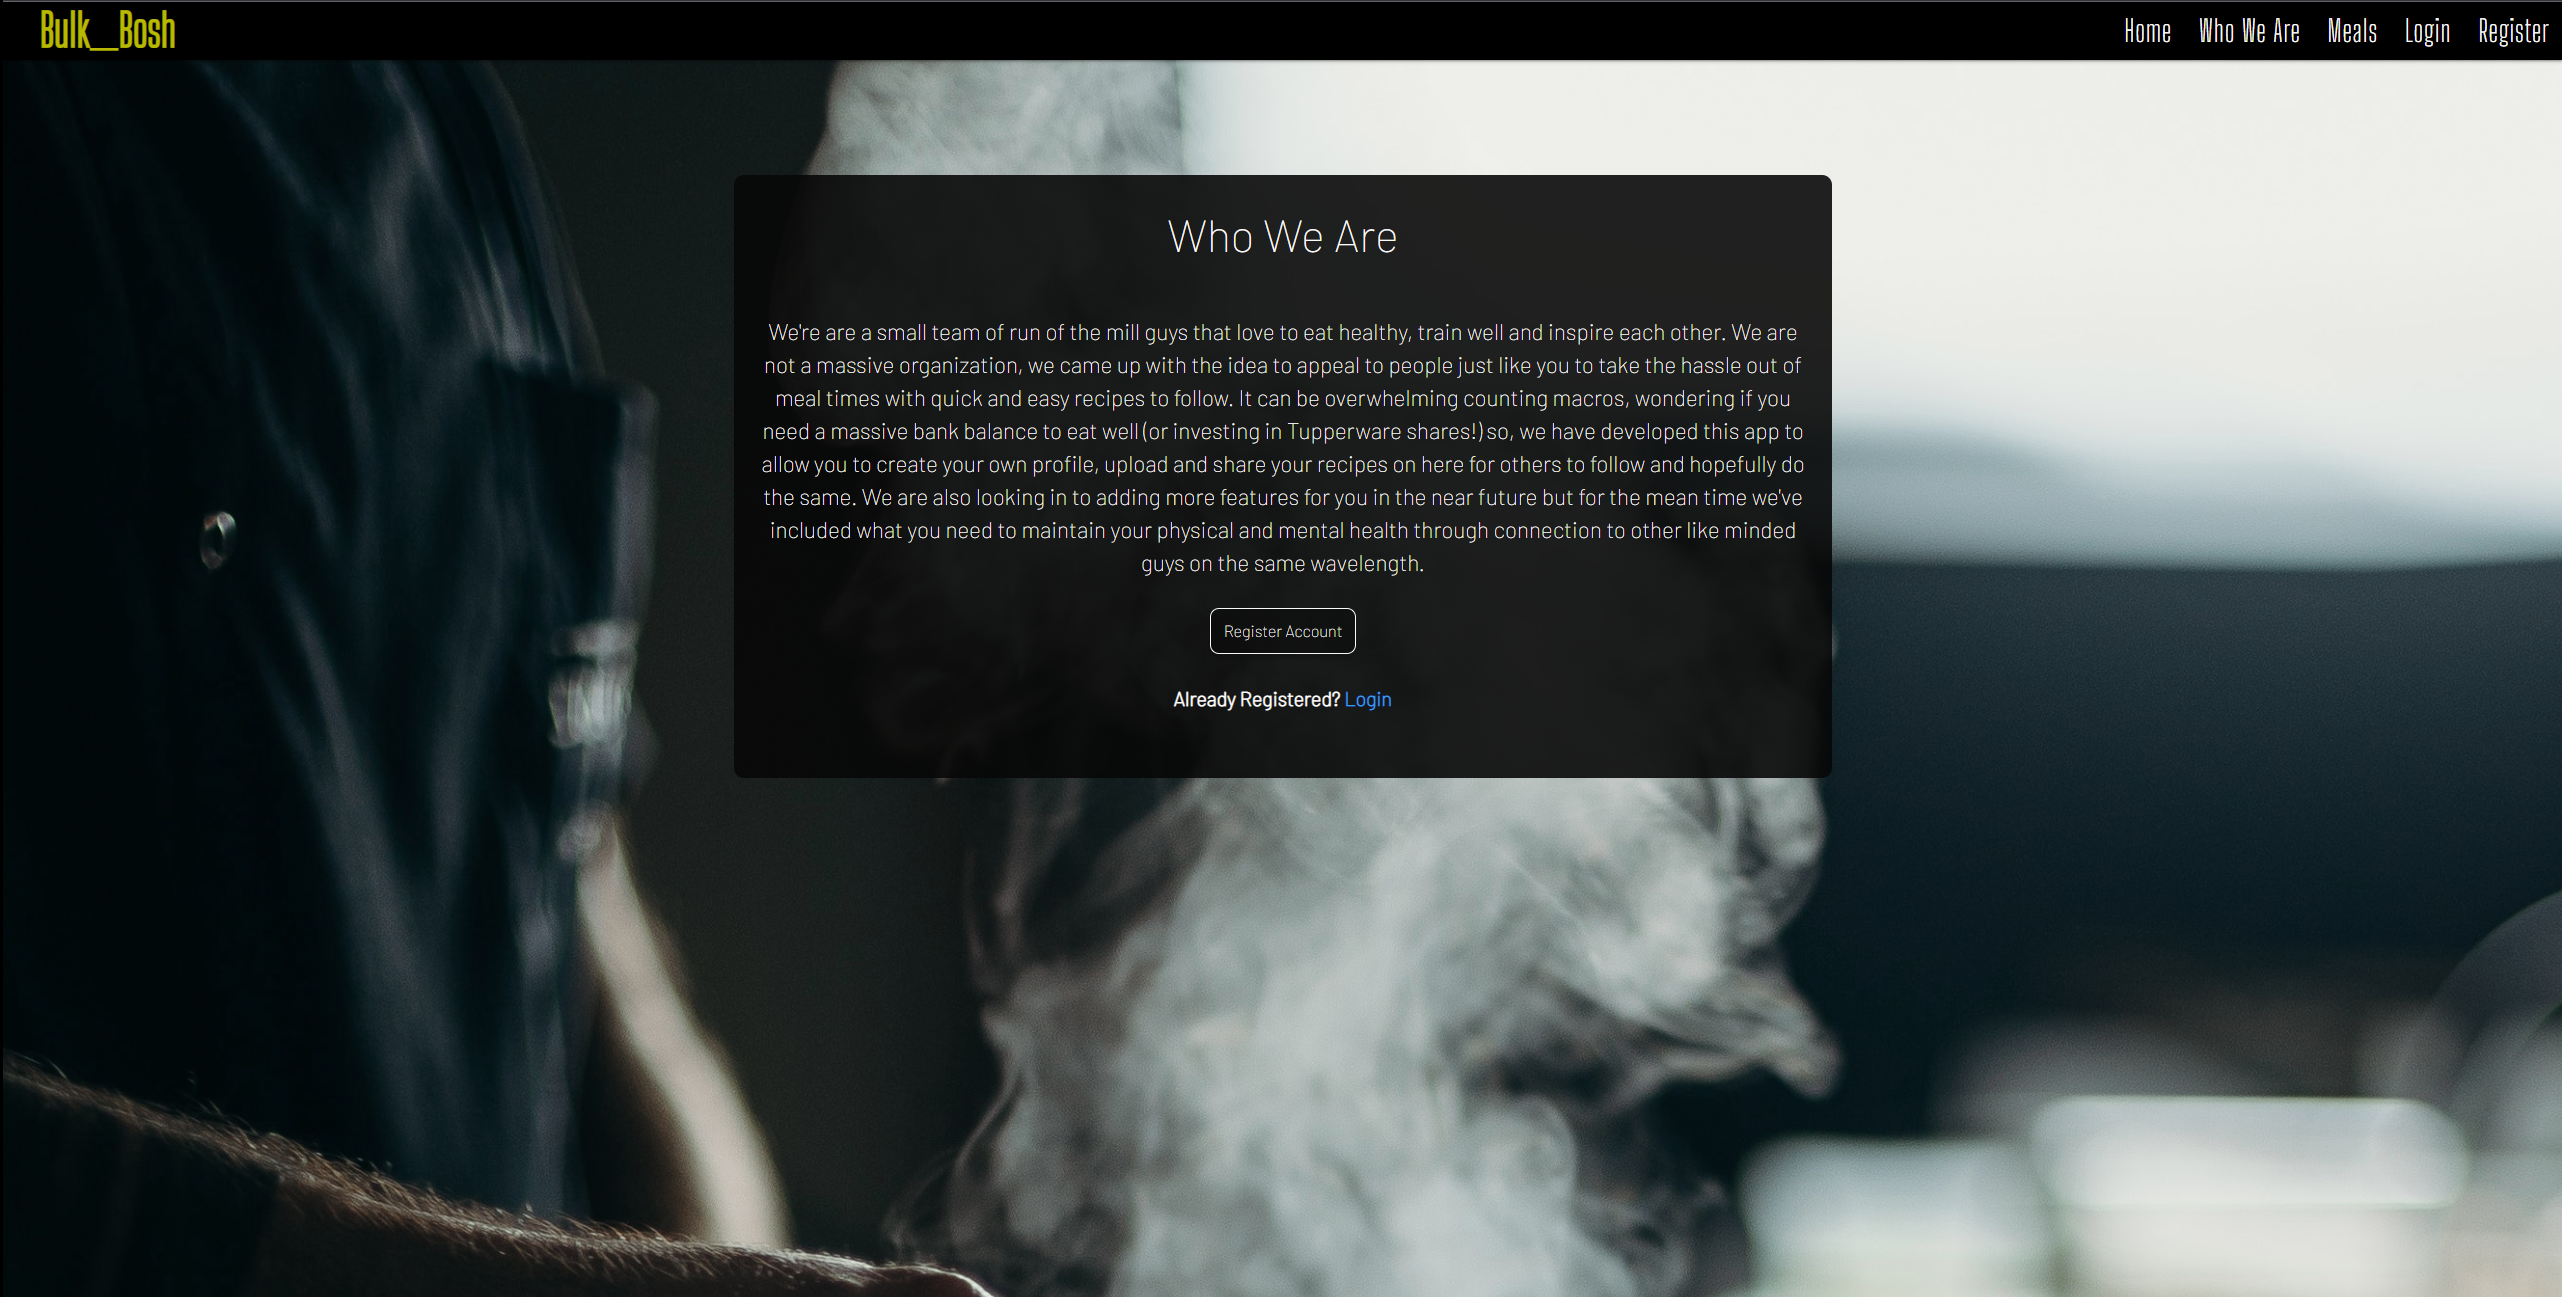 Bulk__Bosh
Home Who We Are Meals Login Register
Who We Are
We're are a small team of run of the mill guys that love to eat healthy, train well and inspire each other. We are
not a massive organization, we came up with the idea to appeal to people just like you to take the hassle out of
meal times with quick and easy recipes to follow. It can be overwhelming counting macros, wondering if you
need a massive bank balance to eat well (or investing in Tupperware shares!) so, we have developed this app to
allow you to create your own profile, upload and share your recipes on here for others to follow and hopefully do
the same. We are also looking in to adding more features for you in the near future but for the mean time we've
included what you need to maintain your physical and mental health through connection to other like minded
guys on the same wavelength.
Register Account
Already Registered? Login